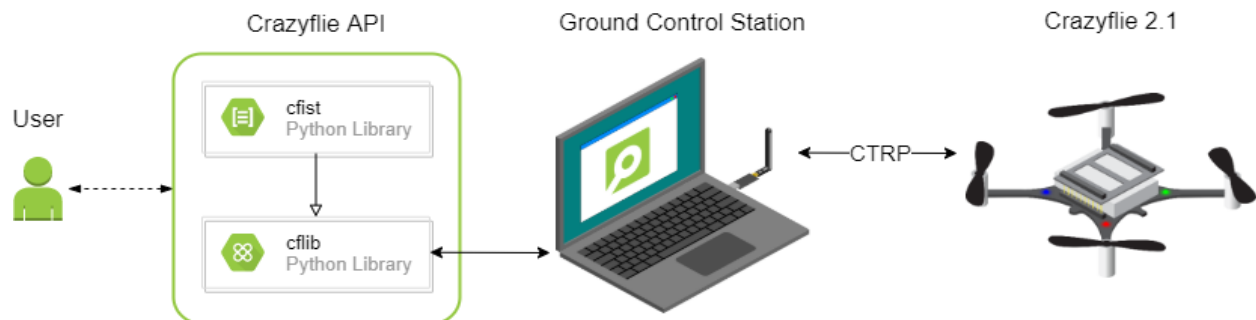 Crazyflie API
Ground Control Station
Crazyflie 2.1
User
cfist
Python Library
CTRP
cflib
Python Library